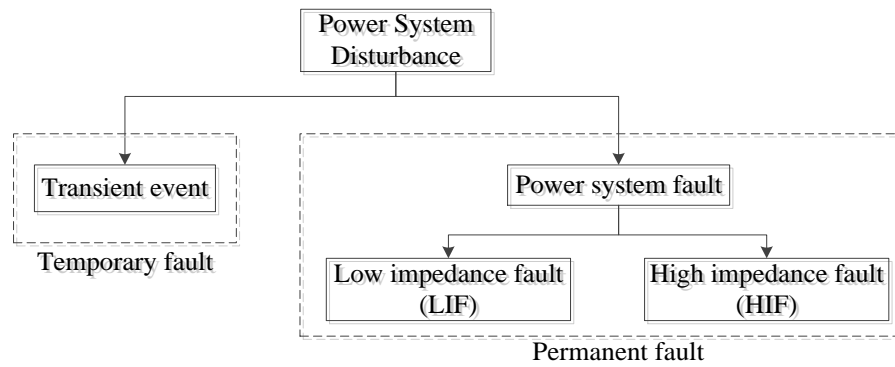 Power System
Disturbance
Transient event
Power system fault
Temporary fault
Low impedance fault
(LIF)
High impedance fault
(HIF)
Permanent fault